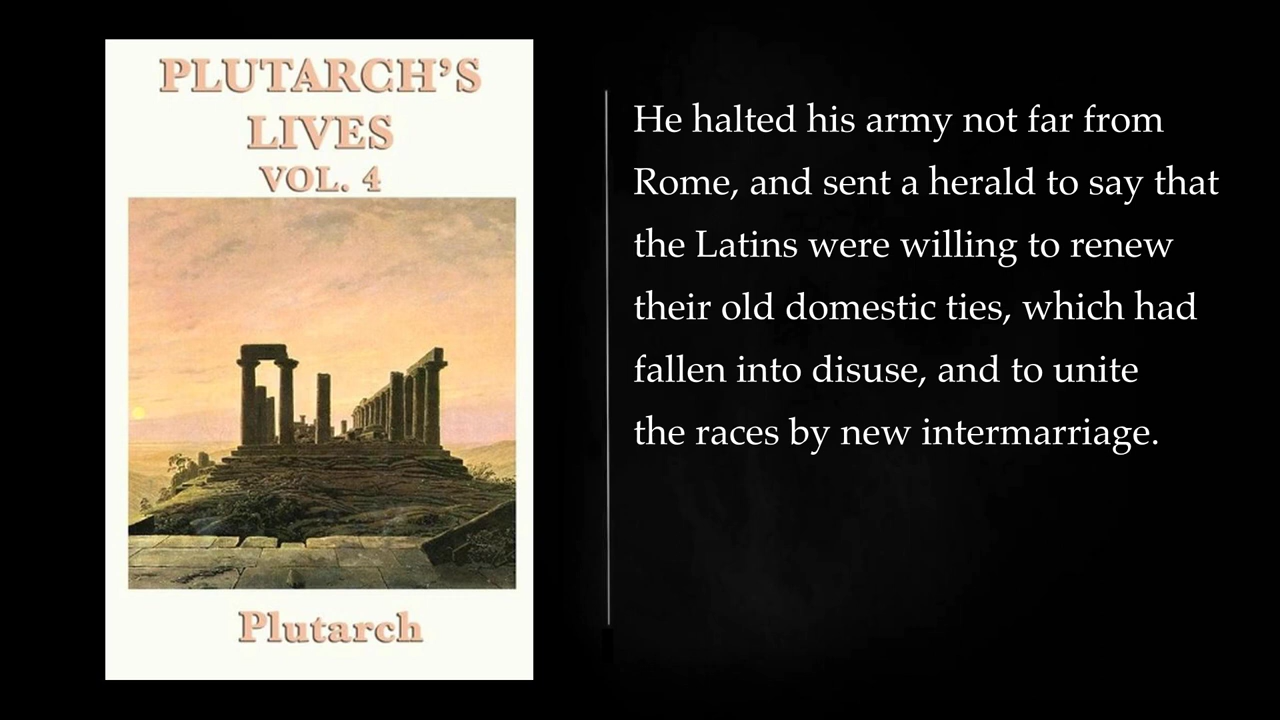 PLUTARCH'S
LIVES
VOL. 4
Plutarch
He halted his army not far from
Rome, and sent a herald to say that
the Latins were willing to renew
their old domestic ties, which had
fallen into disuse, and to unite
the races by new intermarriage.